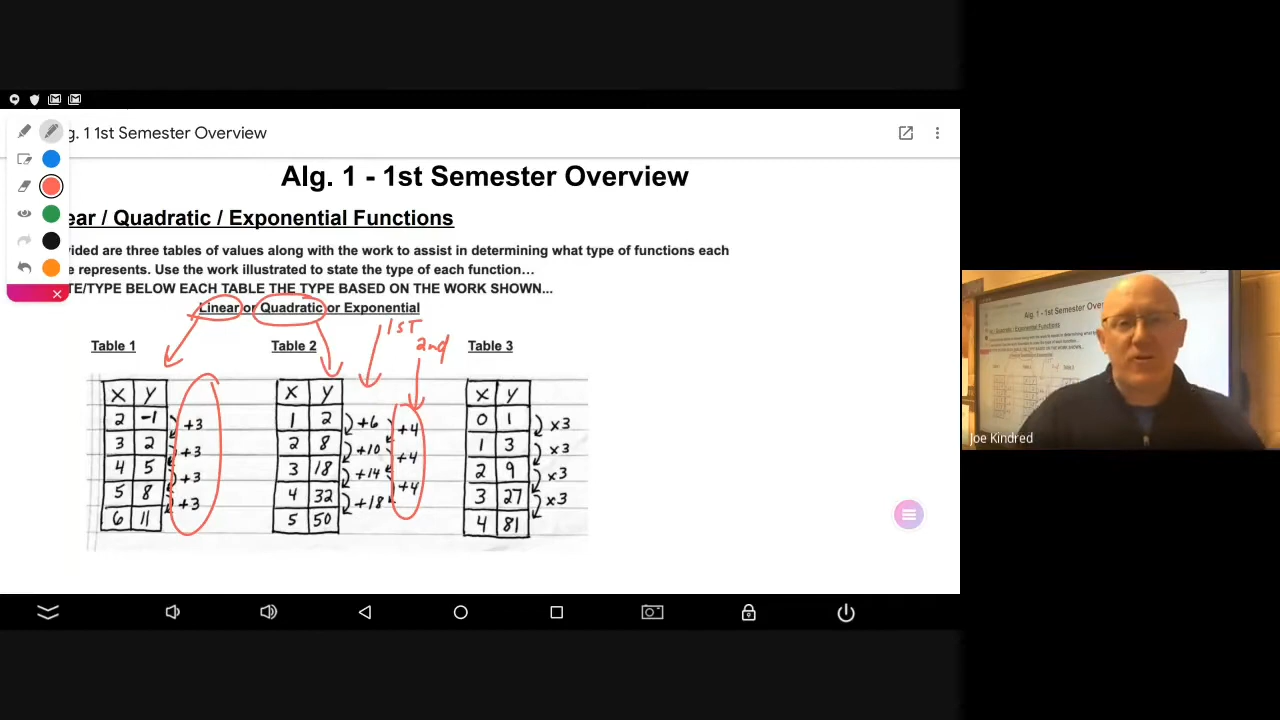 g. 1 1st Semester Overview
Alg. 1 - 1st Semester Overview
ear / Quadratic / Exponential Functions
vided are three tables of values along with the work to assist in determining what type of functions each
e represents. Use the work illustrated to state the type of each function…
TE/TYPE BELOW EACH TABLE THE TYPE BASED ON THE WORK SHOWN...
Linear or Quadratic or Exponential
1ST
2nd
Table 1 Table 2 Table 3
X Y X Y X Y
2 -1 1 2 0 1
+3 +6 +4 x3
3 2 2 8 1 3
+3 +10 +4 x3
4 5 3 18 2 9
+3 +14 +4 x3
5 8 4 32 3 27
+3 +18 x3
6 11 5 50 4 81
Alg. 1 - 1st Semester Ove
Joe Kindred